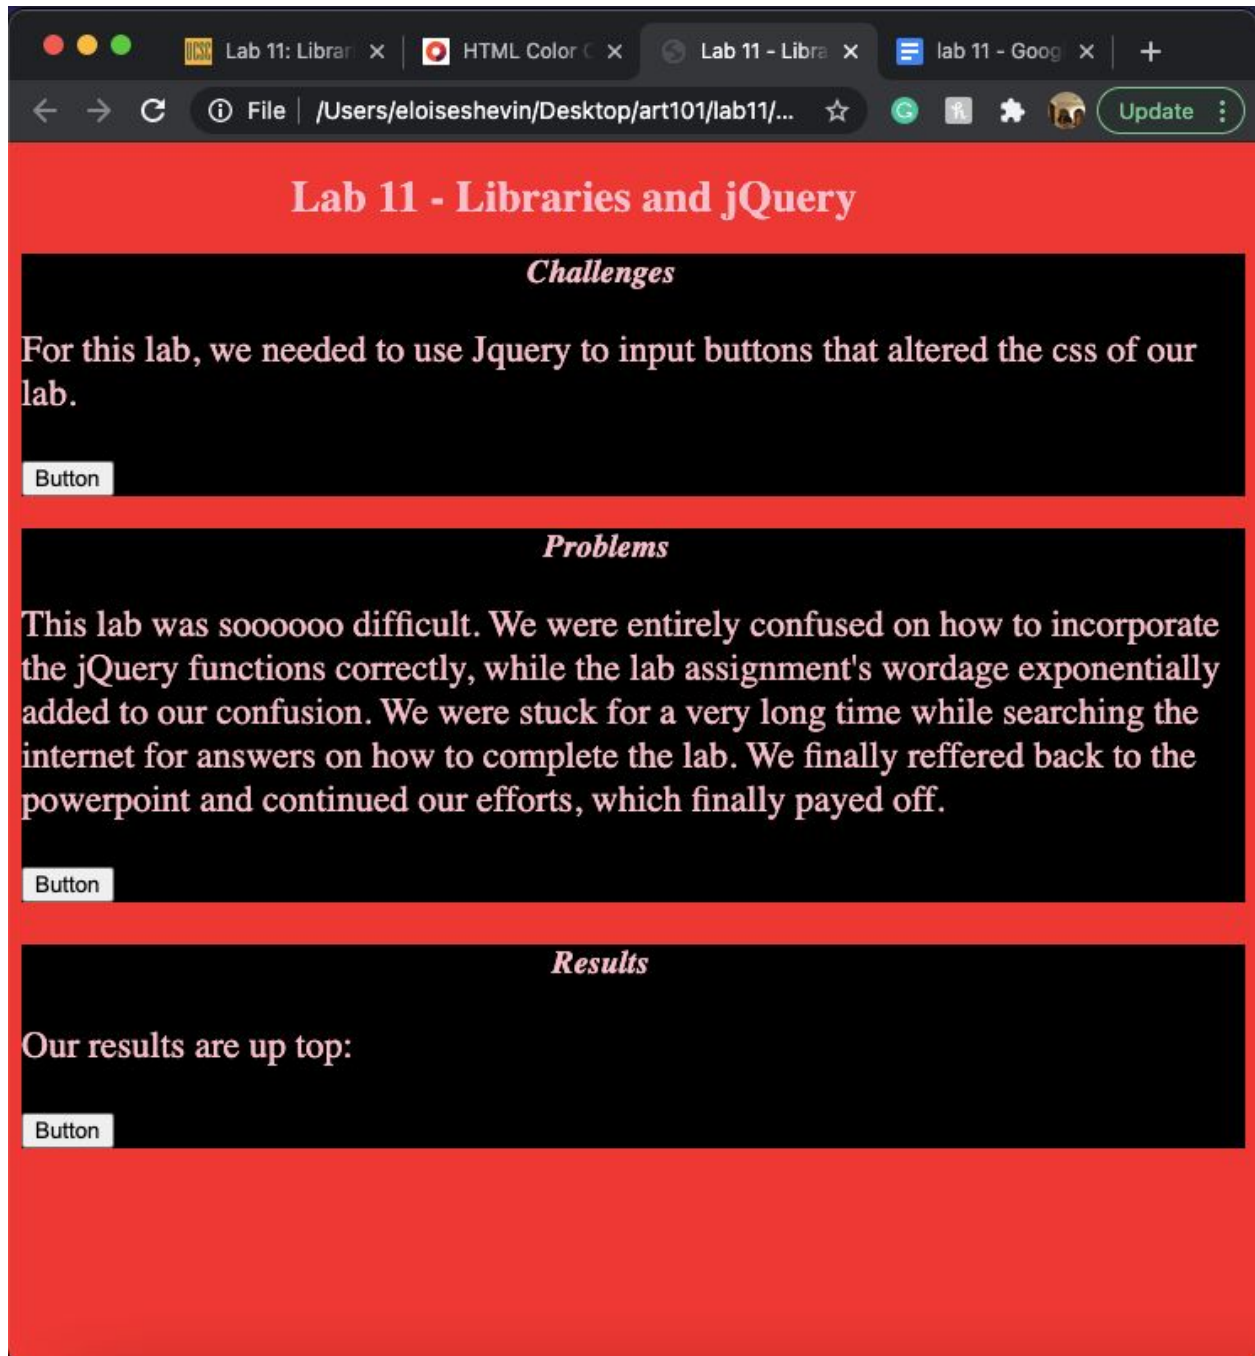 UCSC Lab 11: Librar HTML Color C Lab 11 - Libra lab 11 - Goog
File /Users/eloiseshevin/Desktop/art101/lab11/... Update
Lab 11 - Libraries and jQuery
Challenges
For this lab, we needed to use Jquery to input buttons that altered the css of our
lab.
Button
Problems
This lab was soooooo difficult. We were entirely confused on how to incorporate
the jQuery functions correctly, while the lab assignment's wordage exponentially
added to our confusion. We were stuck for a very long time while searching the
internet for answers on how to complete the lab. We finally reffered back to the
powerpoint and continued our efforts, which finally payed off.
Button
Results
Our results are up top:
Button